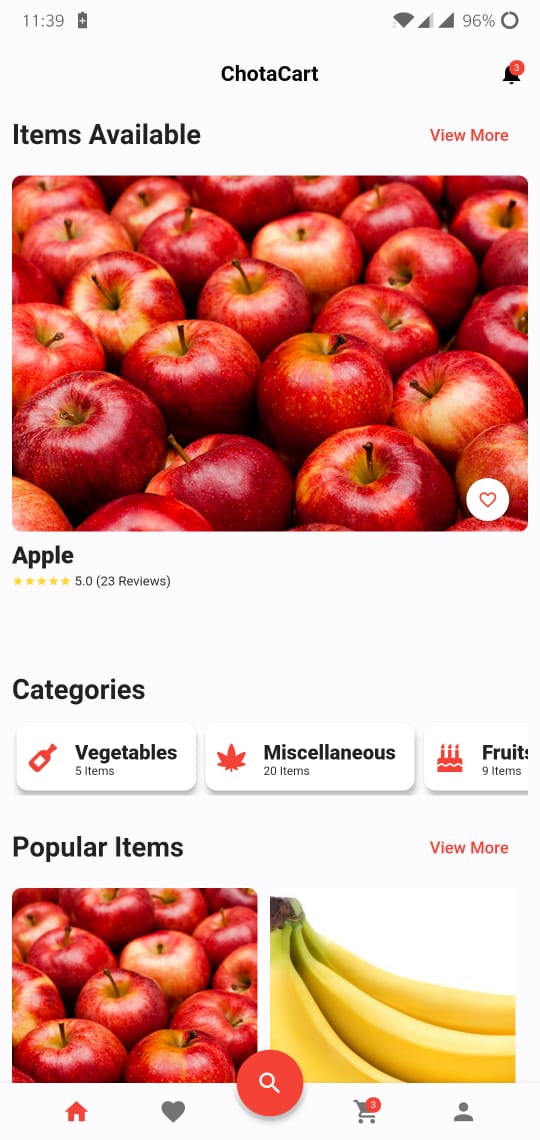 11:39
96%
ChotaCart
3
Items Available
View More
Apple
5.0 (23 Reviews)
Categories
Vegetables
5 Items
Miscellaneous
20 Items
Fruits
9 Items
Popular Items
View More
3